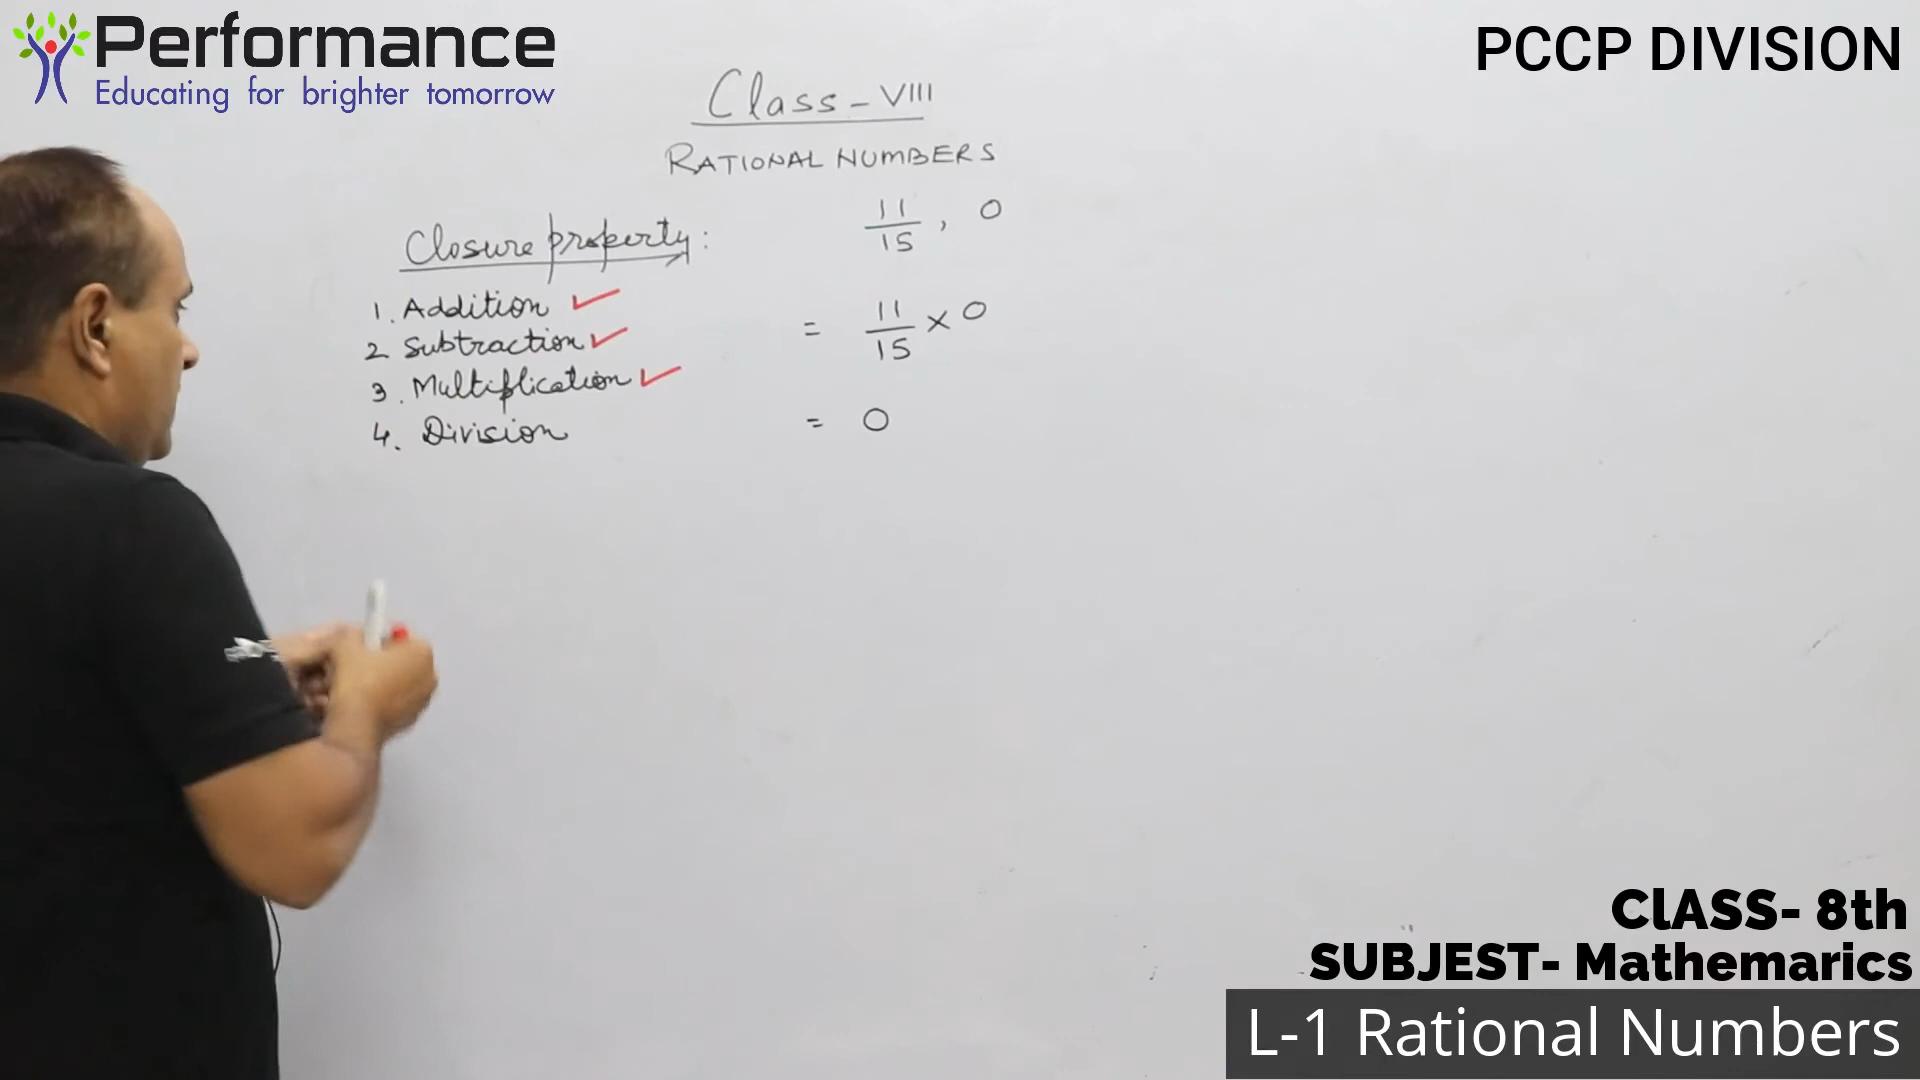 Performance
Educating for brighter tomorrow
PCCP DIVISION
Class - VIII
RATIONAL NUMBERS
Closure property:
1. Addition ✓
2 Subtraction ✓
3. Multiplication ✓
4. Division
11/15, 0
= 11/15 × 0
= 0
ClASS- 8th
SUBJEST- Mathemarics
L-1 Rational Numbers